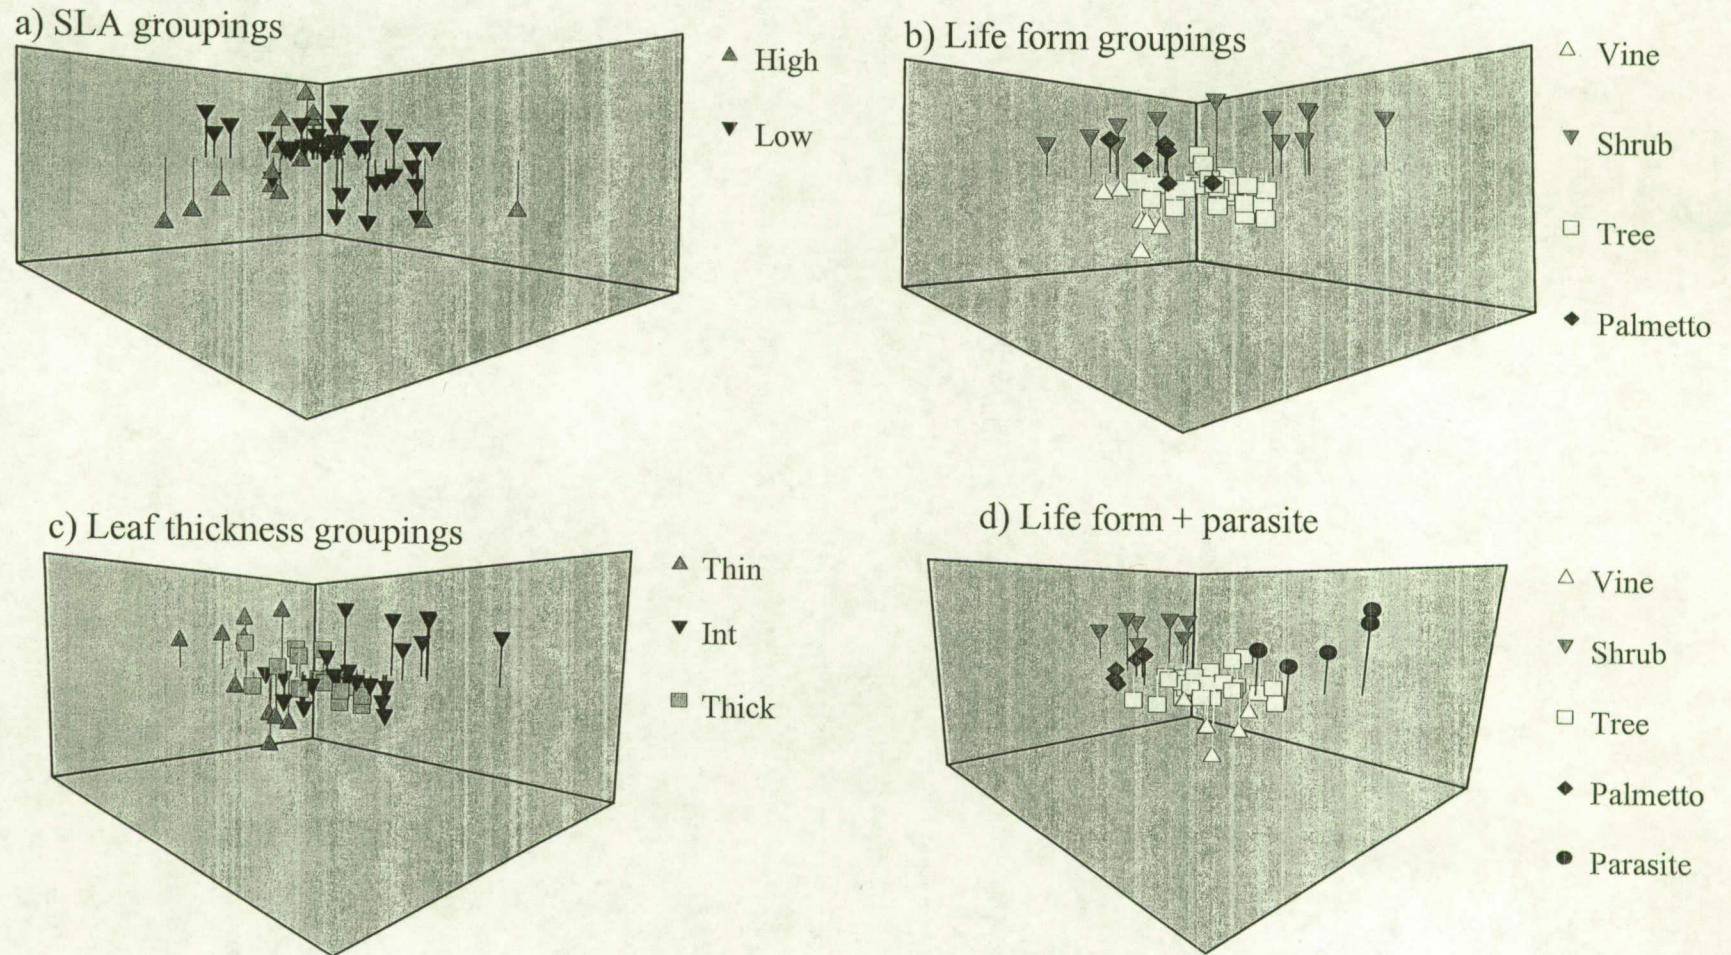 a) SLA groupings
High
Low
b) Life form groupings
Vine
Shrub
Tree
Palmetto
c) Leaf thickness groupings
Thin
Int
Thick
d) Life form + parasite
Vine
Shrub
Tree
Palmetto
Parasite